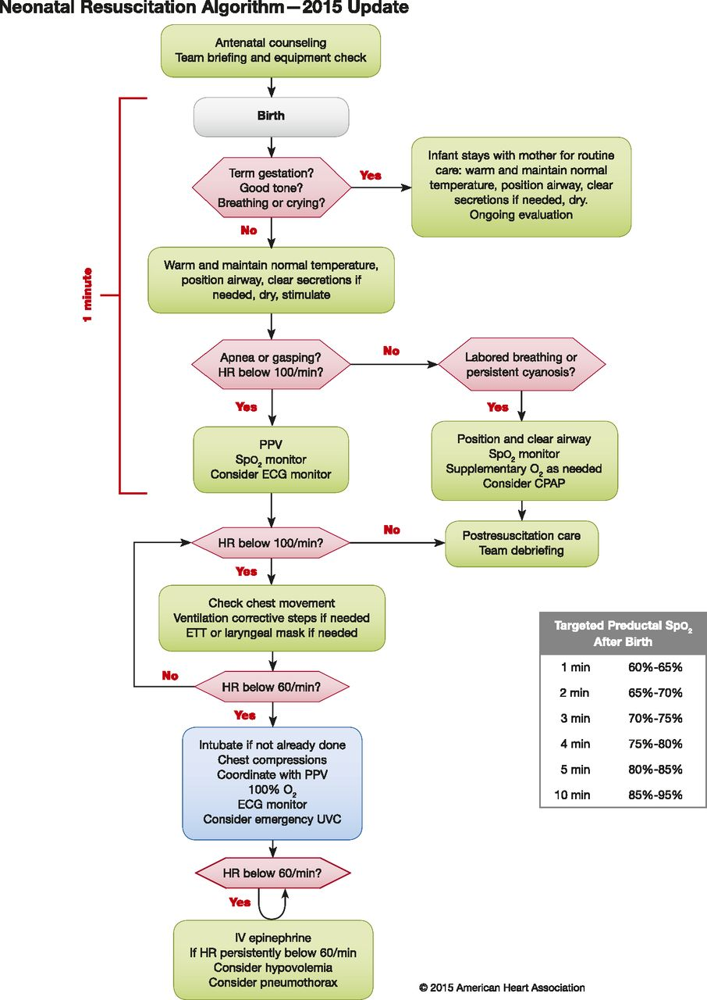 Neonatal Resuscitation Algorithm—2015 Update
Antenatal counseling
Team briefing and equipment check
Birth
Term gestation?
Good tone?
Breathing or crying?
Yes
Infant stays with mother for routine
care: warm and maintain normal
temperature, position airway, clear
secretions if needed, dry.
Ongoing evaluation
No
1 minute
Warm and maintain normal temperature,
position airway, clear secretions if
needed, dry, stimulate
Apnea or gasping?
HR below 100/min?
No
Labored breathing or
persistent cyanosis?
Yes
Yes
PPV
SpO₂ monitor
Consider ECG monitor
Position and clear airway
SpO₂ monitor
Supplementary O₂ as needed
Consider CPAP
HR below 100/min?
No
Postresuscitation care
Team debriefing
Yes
Check chest movement
Ventilation corrective steps if needed
ETT or laryngeal mask if needed
HR below 60/min?
No
Yes
Intubate if not already done
Chest compressions
Coordinate with PPV
100% O₂
ECG monitor
Consider emergency UVC
HR below 60/min?
Yes
IV epinephrine
If HR persistently below 60/min
Consider hypovolemia
Consider pneumothorax
Targeted Preductal SpO₂
After Birth
1 min 60%-65%
2 min 65%-70%
3 min 70%-75%
4 min 75%-80%
5 min 80%-85%
10 min 85%-95%
© 2015 American Heart Association